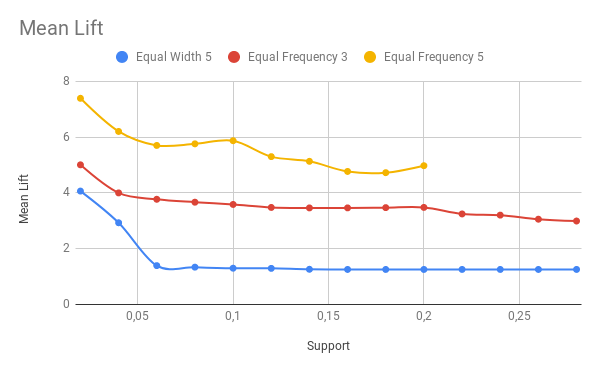 Mean Lift
Equal Width 5 Equal Frequency 3 Equal Frequency 5
8
6
4
2
0
Mean Lift
0,05 0,1 0,15 0,2 0,25
Support